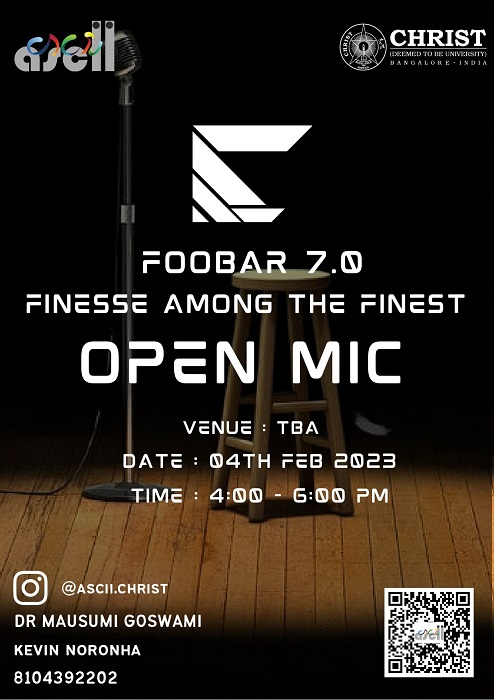 ascii
CHRIST
(DEEMED TO BE UNIVERSITY)
BANGALORE · INDIA
FOOBAR 7.0
FINESSE AMONG THE FINEST
OPEN MIC
VENUE : TBA
DATE : 04TH FEB 2023
TIME : 4:00 - 6:00 PM
@ASCII.CHRIST
DR MAUSUMI GOSWAMI
KEVIN NORONHA
8104392202
ascii